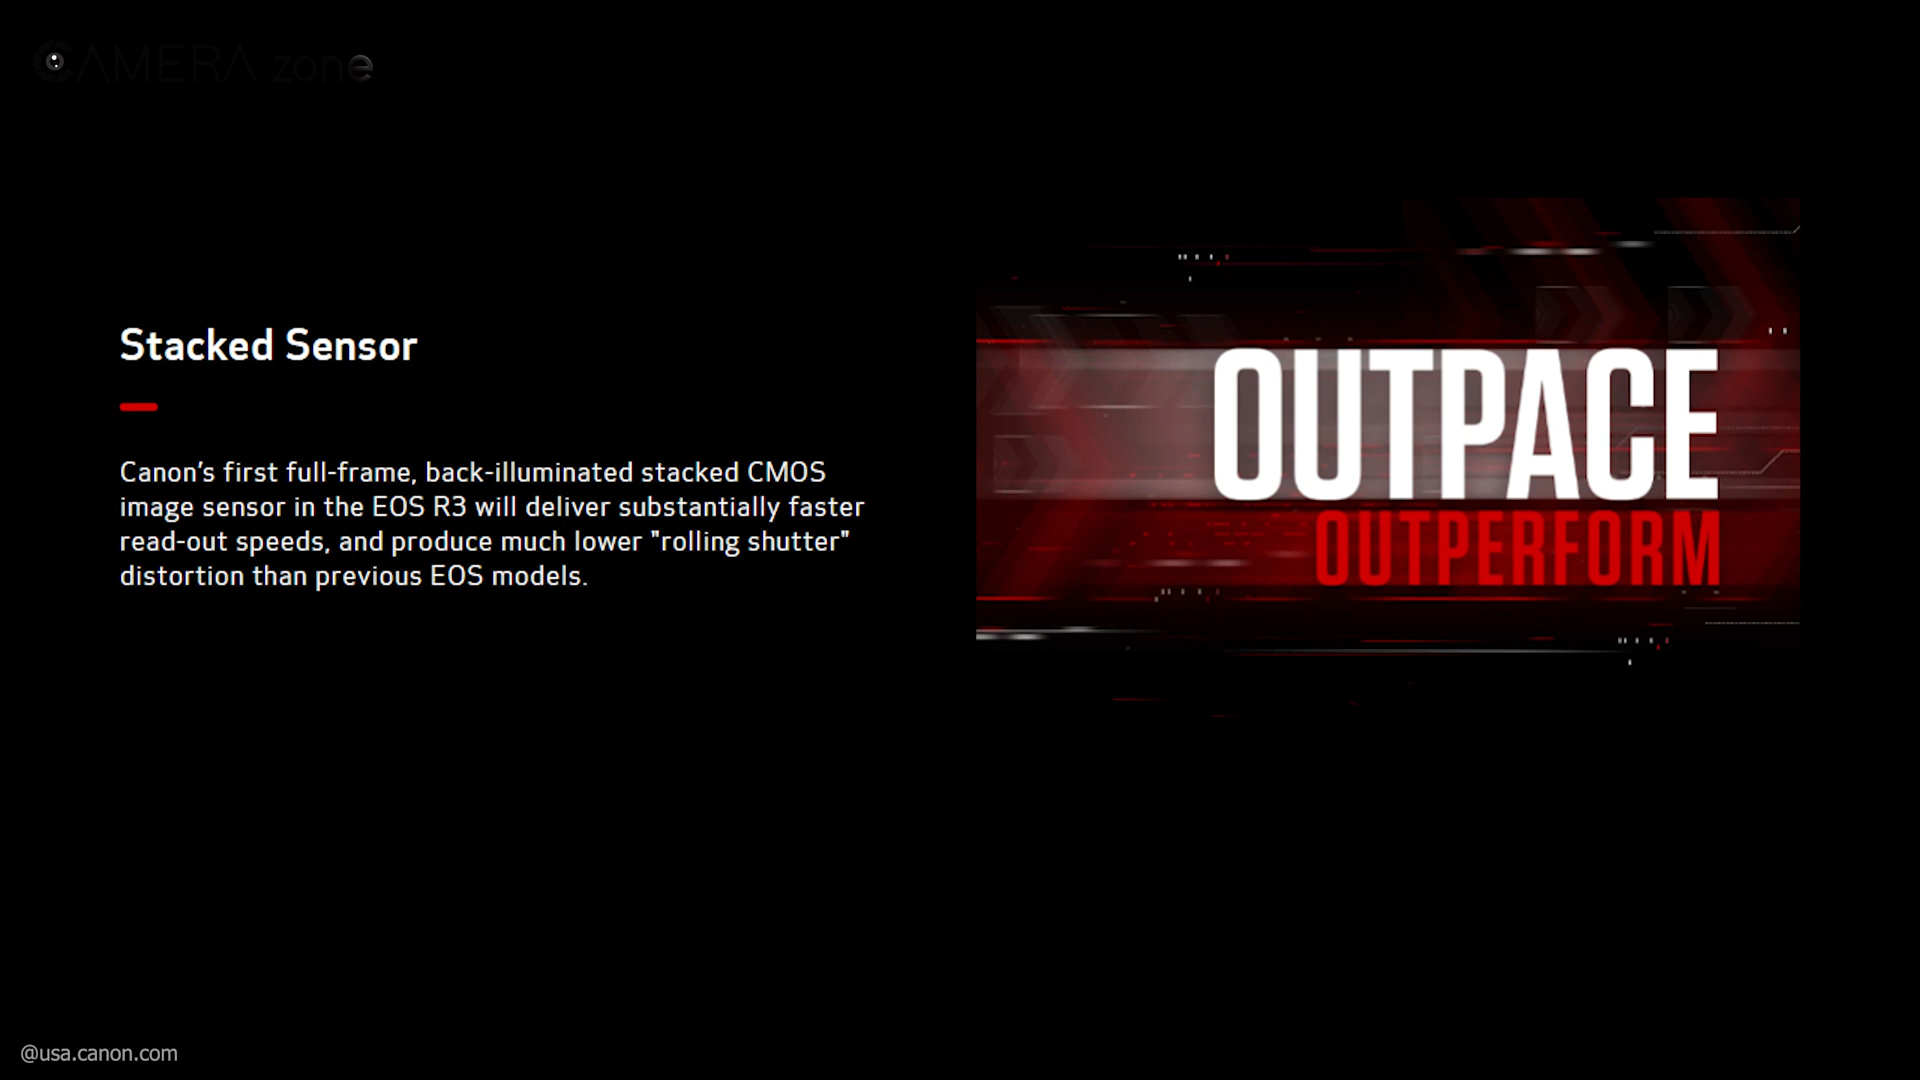 CAMERA zone
Stacked Sensor
Canon’s first full-frame, back-illuminated stacked CMOS
image sensor in the EOS R3 will deliver substantially faster
read-out speeds, and produce much lower "rolling shutter"
distortion than previous EOS models.
OUTPACE
OUTPERFORM
@usa.canon.com